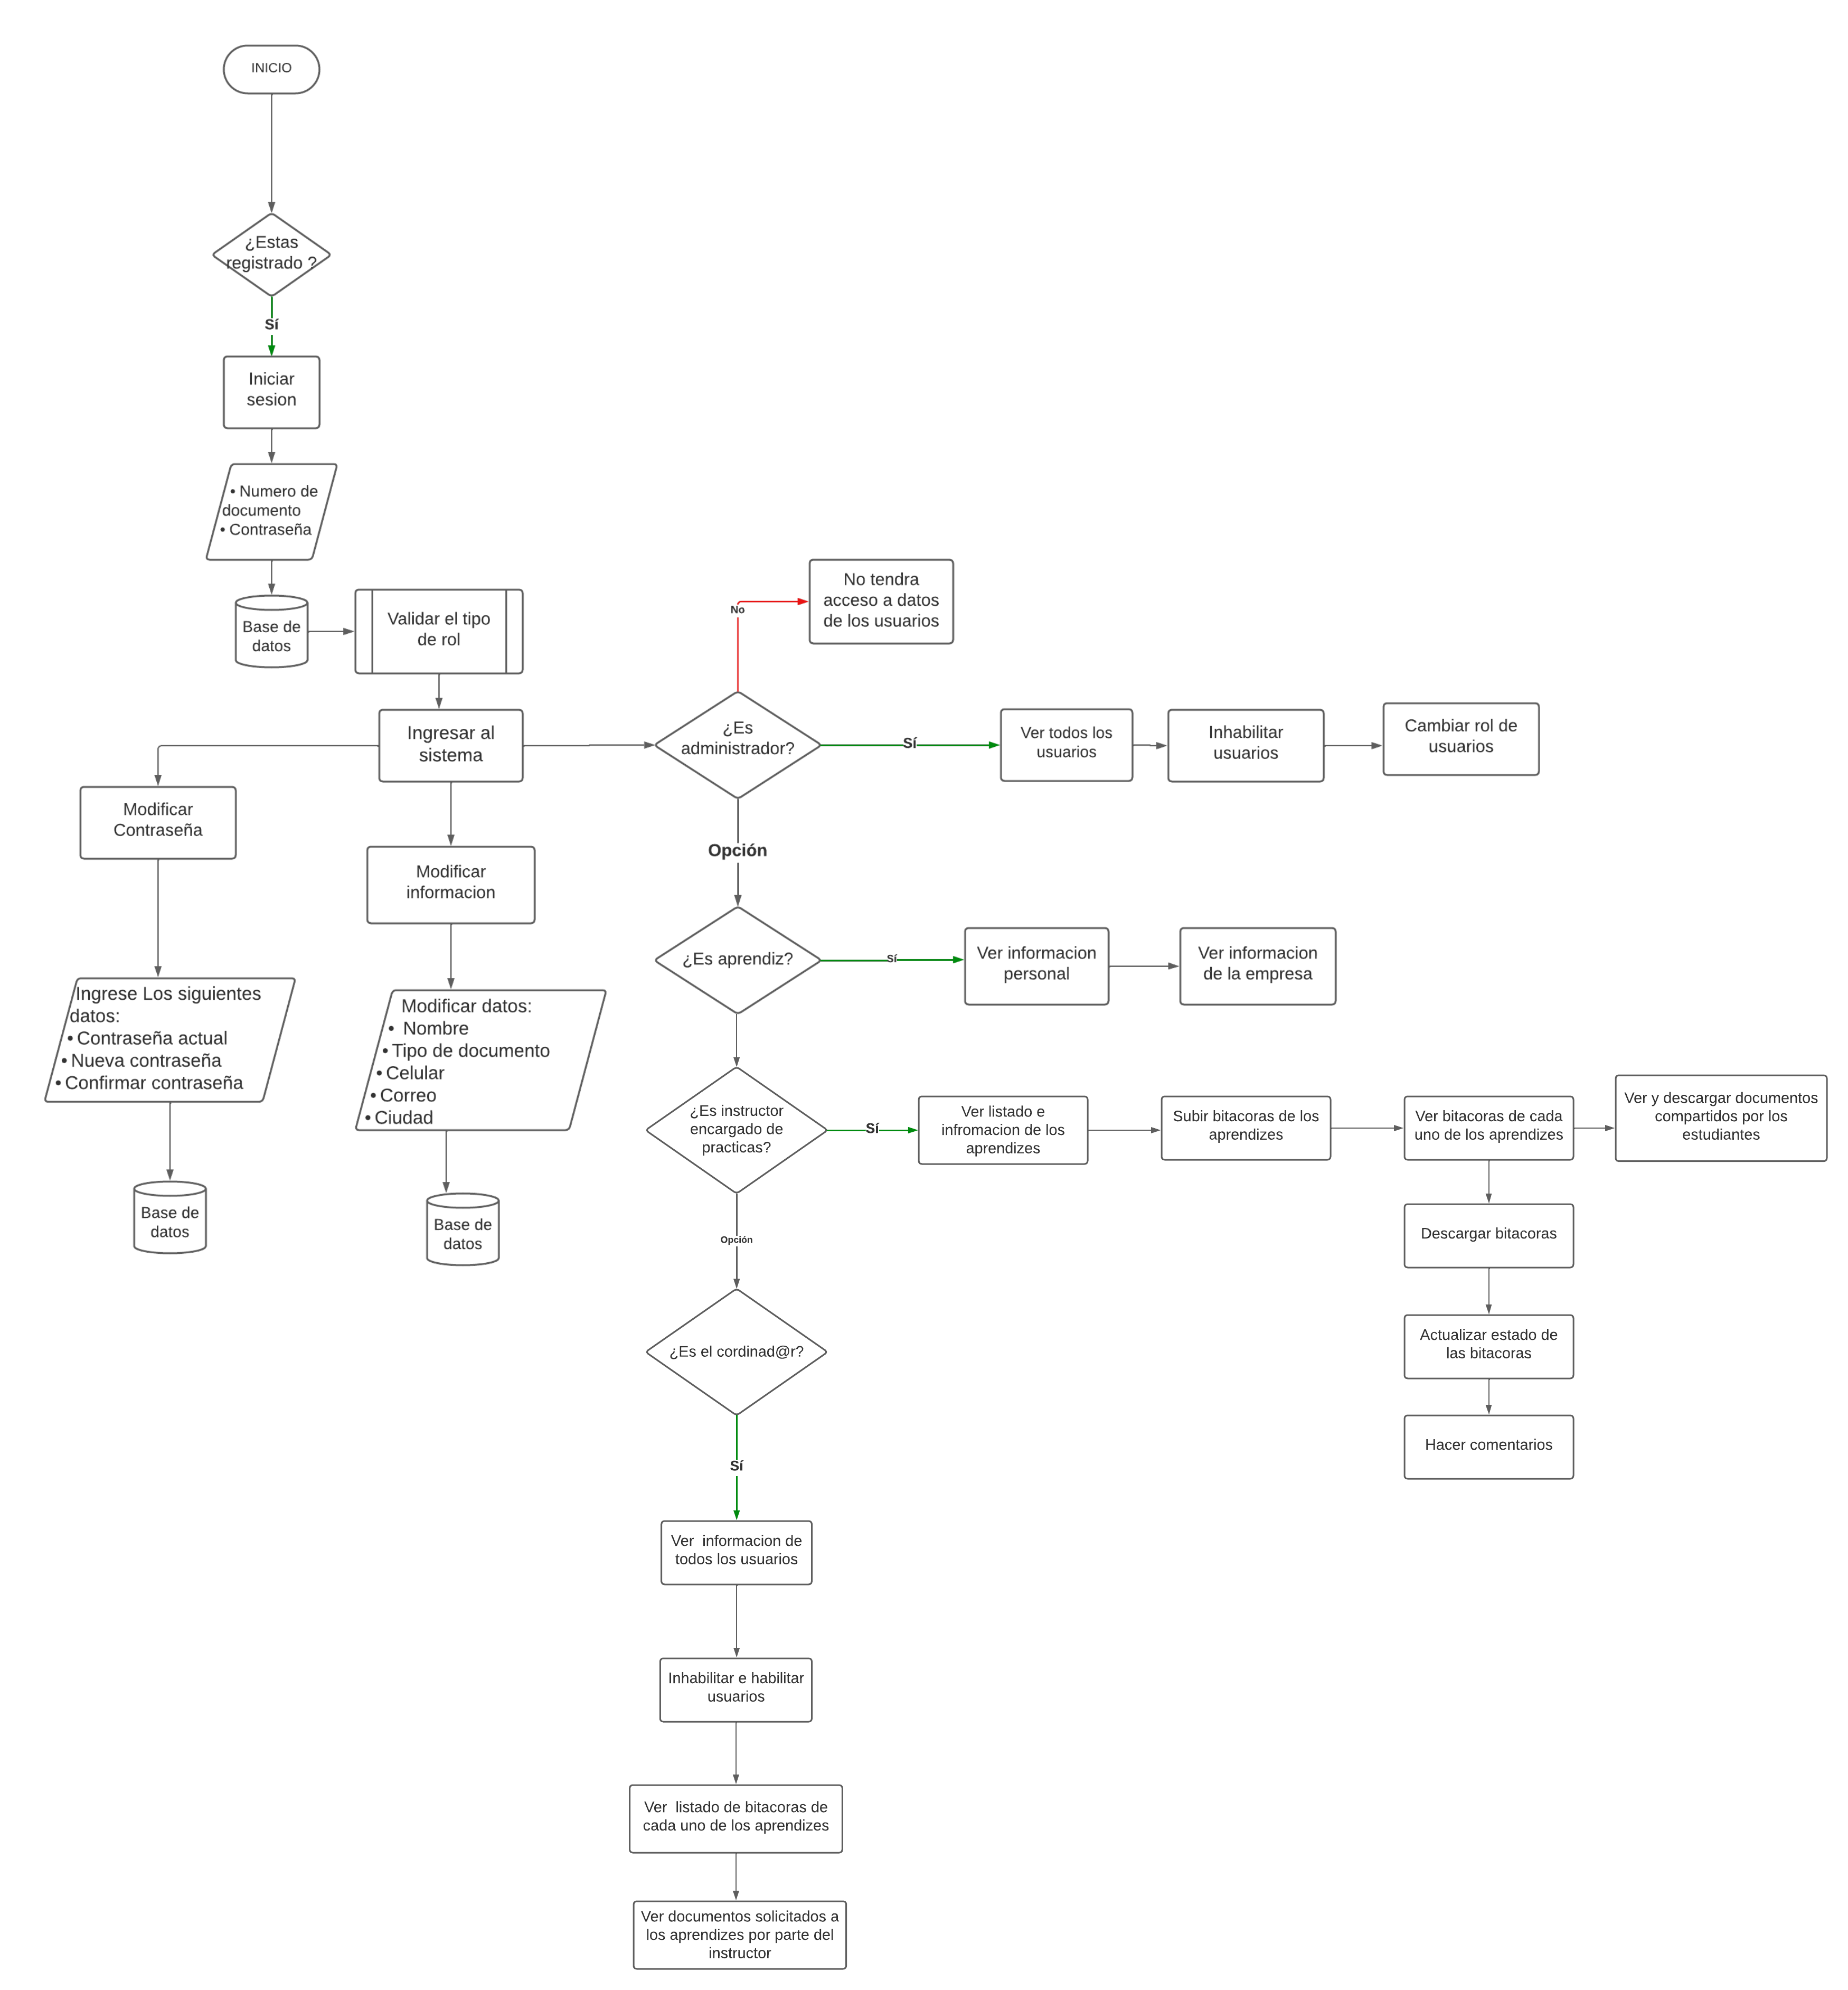 INICIO
¿Estas
registrado ?
Sí
Iniciar
sesion
• Numero de
documento
• Contraseña
Base de
datos
Validar el tipo
de rol
Ingresar al
sistema
Modificar
Contraseña
Ingrese Los siguientes
datos:
• Contraseña actual
• Nueva contraseña
• Confirmar contraseña
Base de
datos
Modificar
informacion
Modificar datos:
• Nombre
• Tipo de documento
• Celular
• Correo
• Ciudad
Base de
datos
¿Es
administrador?
No
No tendra
acceso a datos
de los usuarios
Sí
Ver todos los
usuarios
Inhabilitar
usuarios
Cambiar rol de
usuarios
Opción
¿Es aprendiz?
Sí
Ver informacion
personal
Ver informacion
de la empresa
¿Es instructor
encargado de
practicas?
Sí
Ver listado e
infromacion de los
aprendizes
Subir bitacoras de los
aprendizes
Ver bitacoras de cada
uno de los aprendizes
Ver y descargar documentos
compartidos por los
estudiantes
Descargar bitacoras
Actualizar estado de
las bitacoras
Hacer comentarios
Opción
¿Es el cordinad@r?
Sí
Ver informacion de
todos los usuarios
Inhabilitar e habilitar
usuarios
Ver listado de bitacoras de
cada uno de los aprendizes
Ver documentos solicitados a
los aprendizes por parte del
instructor